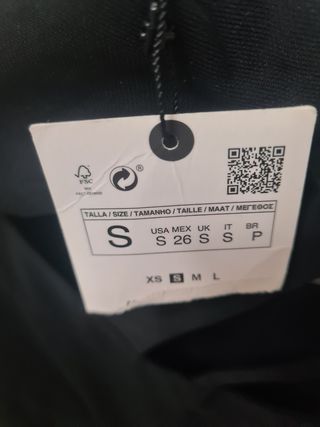 FSC
TALLA / SIZE / TAMANHO / TAILLE / MAAT / ΜΕΓΕΘΟΣ
S
USA MEX UK IT BR
S 26 S S P
XS S M L